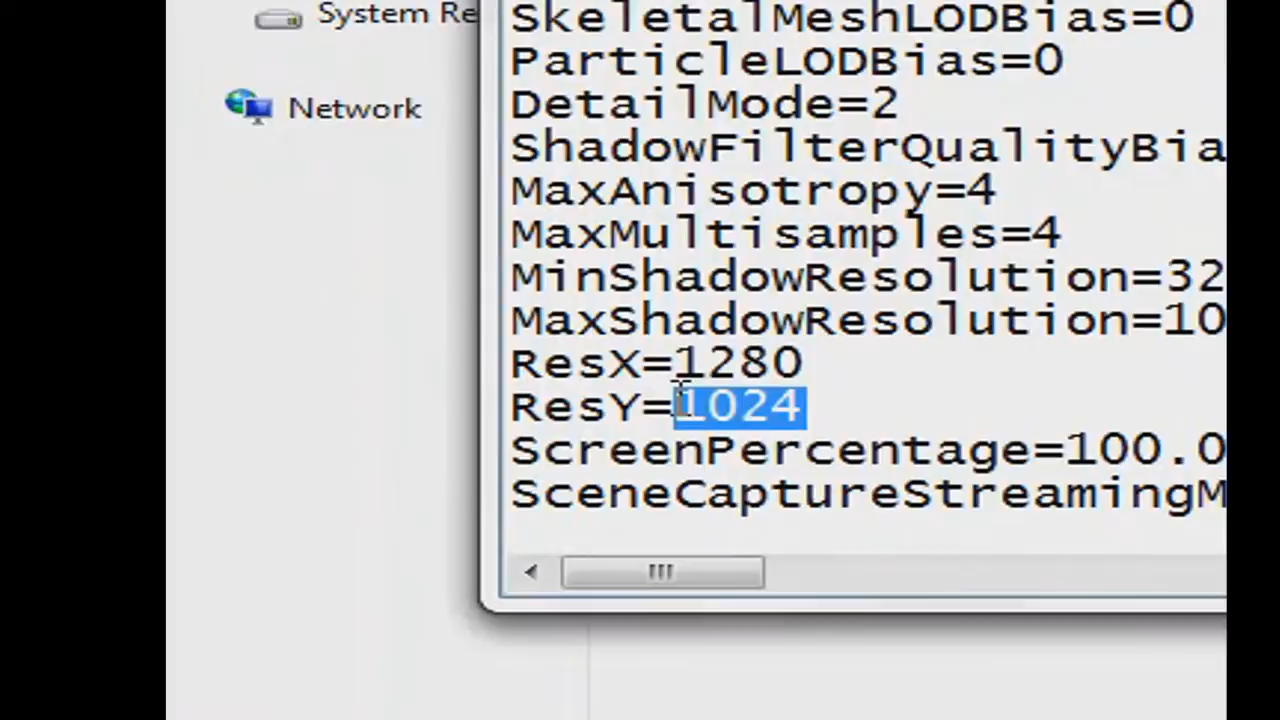 System Re
Network
SkeletalMeshLODBias=0
ParticleLODBias=0
DetailMode=2
ShadowFilterQualityBia
MaxAnisotropy=4
MaxMultisamples=4
MinShadowResolution=32
MaxShadowResolution=10
ResX=1280
ResY=1024
ScreenPercentage=100.0
SceneCaptureStreamingM